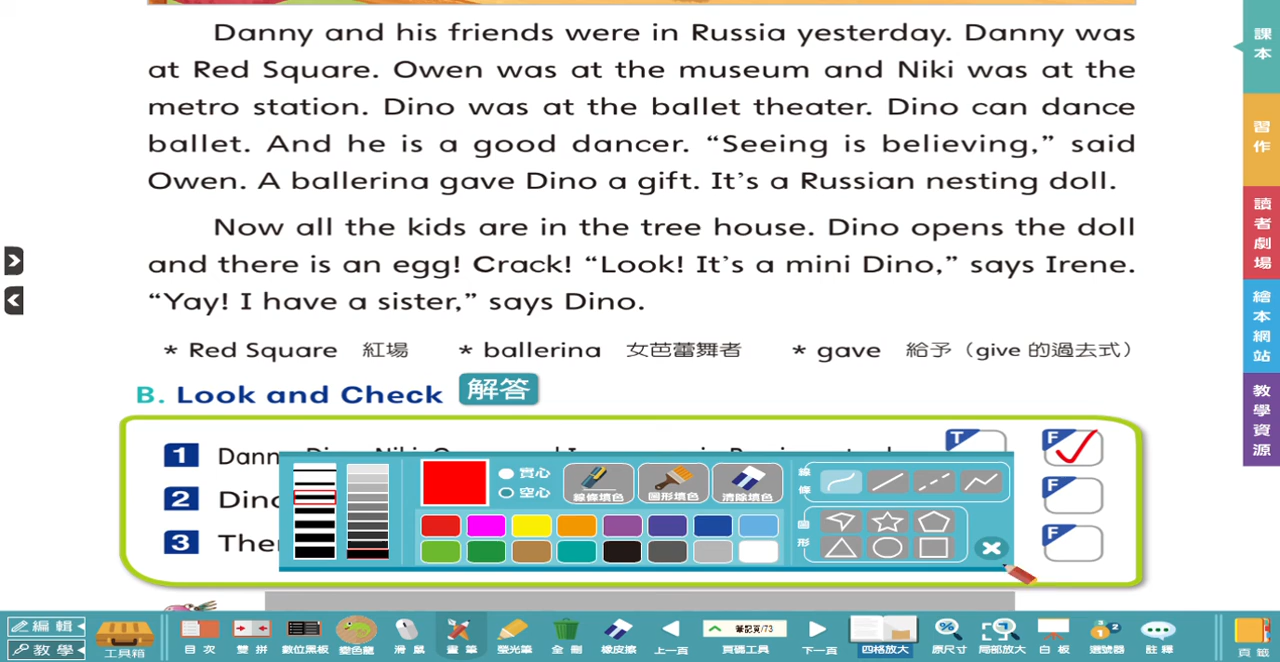 Danny and his friends were in Russia yesterday. Danny was
at Red Square. Owen was at the museum and Niki was at the
metro station. Dino was at the ballet theater. Dino can dance
ballet. And he is a good dancer. “Seeing is believing,” said
Owen. A ballerina gave Dino a gift. It’s a Russian nesting doll.
Now all the kids are in the tree house. Dino opens the doll
and there is an egg! Crack! “Look! It’s a mini Dino,” says Irene.
“Yay! I have a sister,” says Dino.
* Red Square 紅場 * ballerina 女芭蕾舞者 * gave 給予（give 的過去式）
B. Look and Check 解答
T F
1 Dann
2 Din F
3 The F
實心
空心
線條填色 圖形填色 清除填色
線條
圖形
課本
習作
讀者劇場
繪本網站
教學資源
編輯
教學
工具箱 目次 雙拼 數位黑板 變色龍 滑鼠 畫筆 螢光筆 全刪 橡皮擦 上一頁 筆記頁/73 頁碼工具 下一頁 四格放大 原尺寸 局部放大 白板 選號器 註釋 頁籤